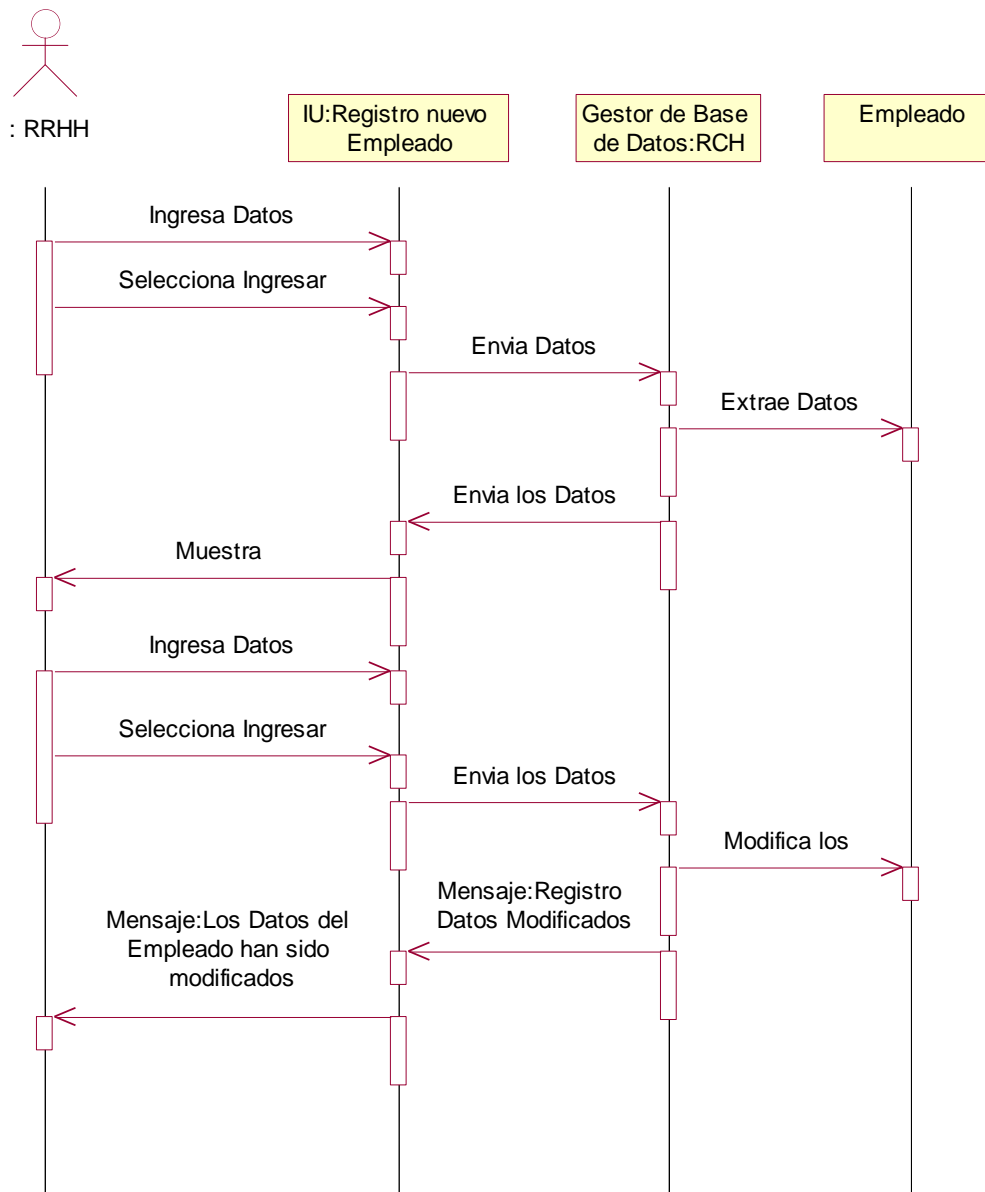 : RRHH
IU:Registro nuevo
Empleado
Gestor de Base
de Datos:RCH
Empleado
Ingresa Datos
Selecciona Ingresar
Envia Datos
Extrae Datos
Envia los Datos
Muestra
Ingresa Datos
Selecciona Ingresar
Envia los Datos
Modifica los
Mensaje:Registro
Datos Modificados
Mensaje:Los Datos del
Empleado han sido
modificados